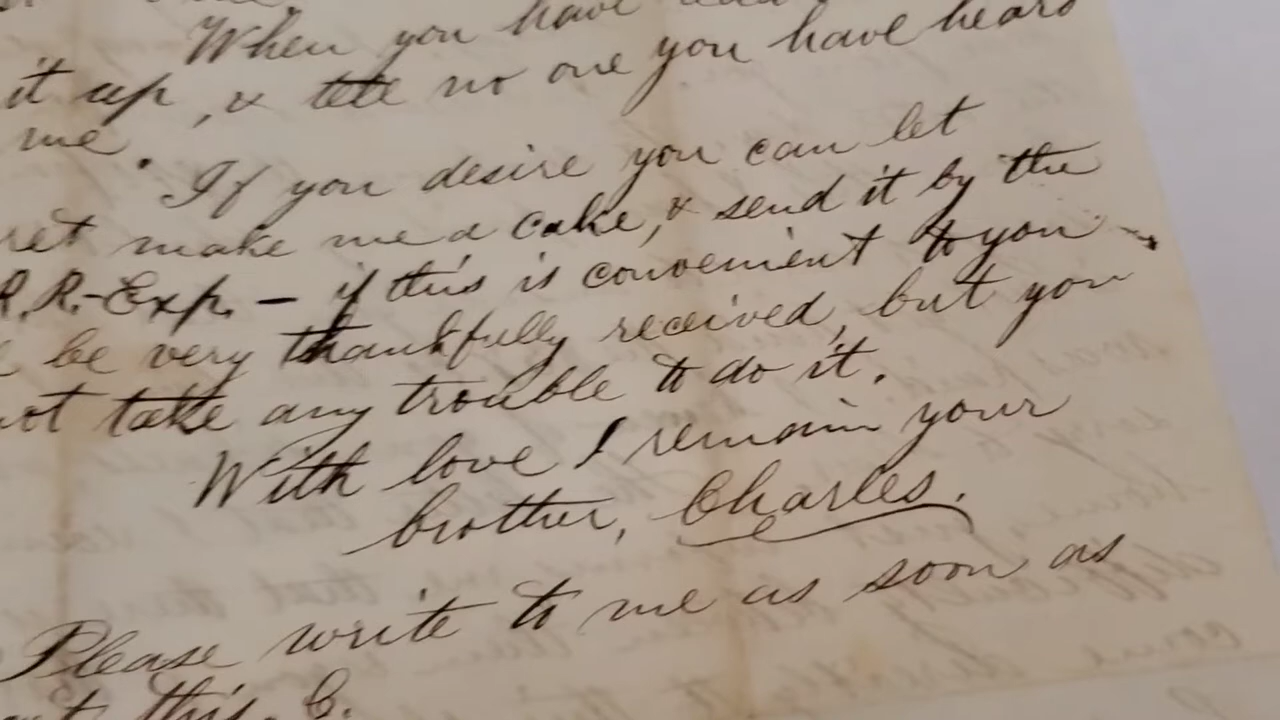 When you have
it up, & tell no one you have heard
me.
If you desire you can let
ret make me a cake, & send it by the
R.R.-Exp. — if this is convenient to you
be very thankfully received, but you
not take any trouble to do it.
With love I remain your
brother, Charles.
Please write to me as soon as
this. C.